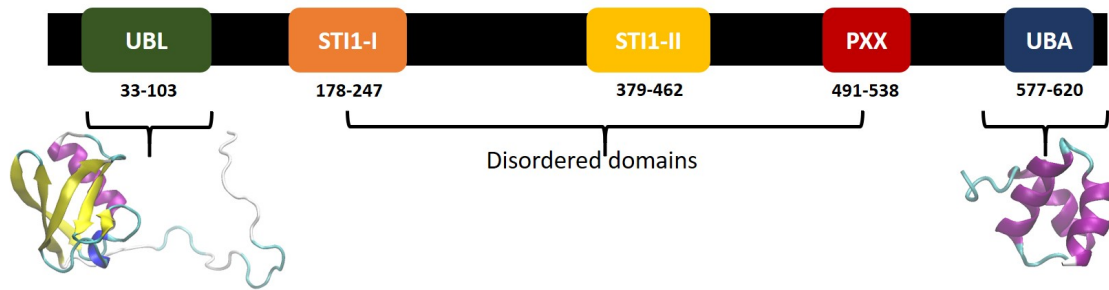 UBL STI1-I STI1-II PXX UBA
33-103 178-247 379-462 491-538 577-620
Disordered domains